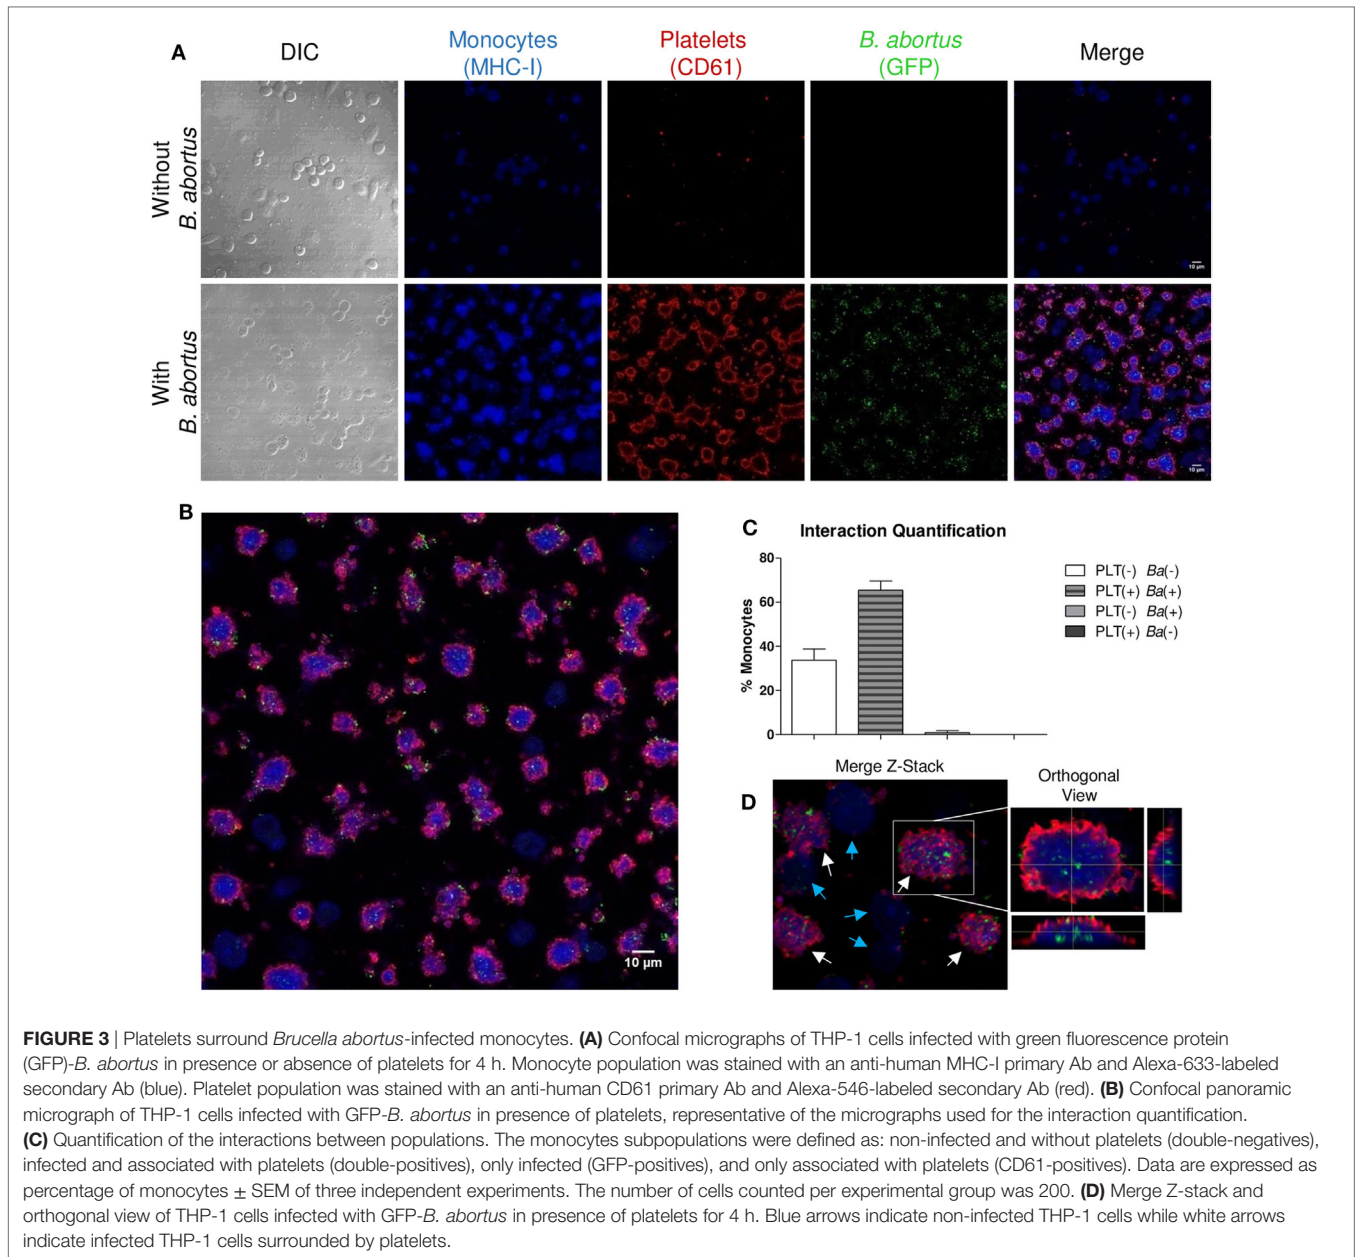 A
DIC
Monocytes
(MHC-I)
Platelets
(CD61)
B. abortus
(GFP)
Merge
Without
B. abortus
10 µm
With
B. abortus
10 µm
B
10 µm
C
Interaction Quantification
% Monocytes
80
60
40
20
0
PLT(-) Ba(-)
PLT(+) Ba(+)
PLT(-) Ba(+)
PLT(+) Ba(-)
D
Merge Z-Stack
Orthogonal
View
FIGURE 3 | Platelets surround Brucella abortus-infected monocytes. (A) Confocal micrographs of THP-1 cells infected with green fluorescence protein
(GFP)-B. abortus in presence or absence of platelets for 4 h. Monocyte population was stained with an anti-human MHC-I primary Ab and Alexa-633-labeled
secondary Ab (blue). Platelet population was stained with an anti-human CD61 primary Ab and Alexa-546-labeled secondary Ab (red). (B) Confocal panoramic
micrograph of THP-1 cells infected with GFP-B. abortus in presence of platelets, representative of the micrographs used for the interaction quantification.
(C) Quantification of the interactions between populations. The monocytes subpopulations were defined as: non-infected and without platelets (double-negatives),
infected and associated with platelets (double-positives), only infected (GFP-positives), and only associated with platelets (CD61-positives). Data are expressed as
percentage of monocytes ± SEM of three independent experiments. The number of cells counted per experimental group was 200. (D) Merge Z-stack and
orthogonal view of THP-1 cells infected with GFP-B. abortus in presence of platelets for 4 h. Blue arrows indicate non-infected THP-1 cells while white arrows
indicate infected THP-1 cells surrounded by platelets.